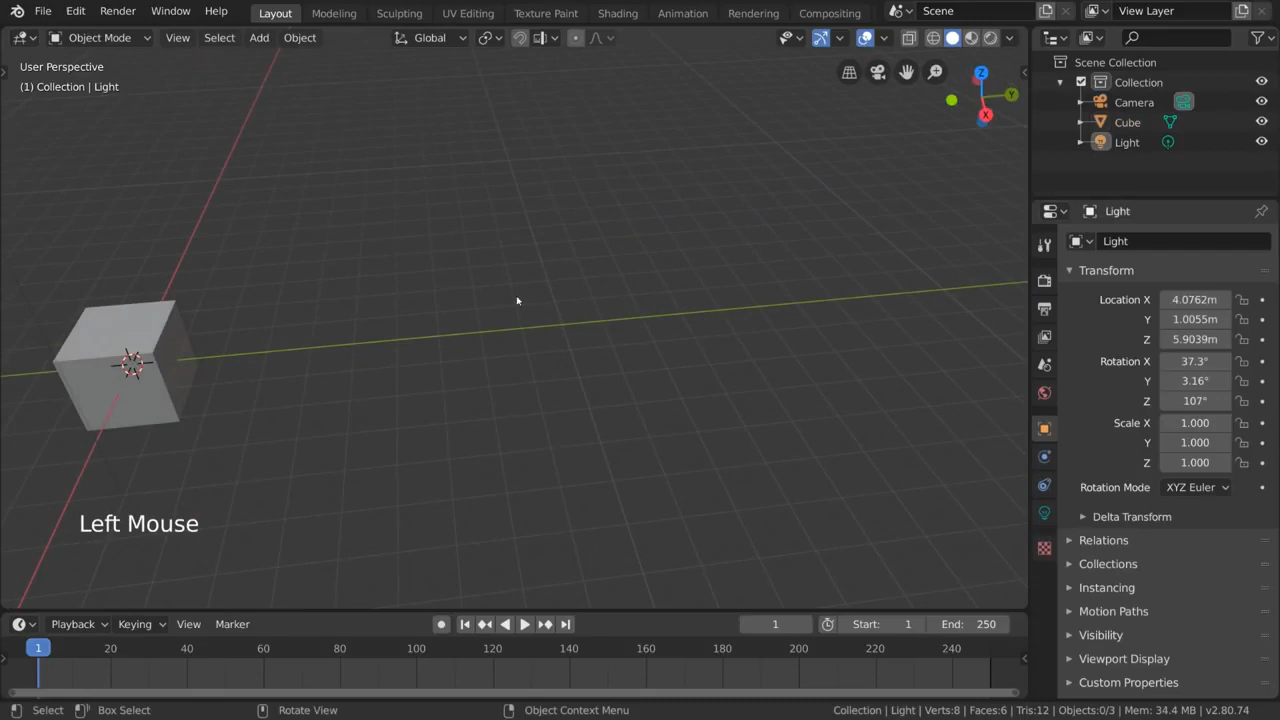 File Edit Render Window Help Layout Modeling Sculpting UV Editing Texture Paint Shading Animation Rendering Compositing Scene View Layer
Object Mode View Select Add Object Global
User Perspective
(1) Collection | Light
Z
Y
X
Left Mouse
Scene Collection
Collection
Camera
Cube
Light
Light
Light
Transform
Location X 4.0762m
Y 1.0055m
Z 5.9039m
Rotation X 37.3°
Y 3.16°
Z 107°
Scale X 1.000
Y 1.000
Z 1.000
Rotation Mode XYZ Euler
Delta Transform
Relations
Collections
Instancing
Motion Paths
Visibility
Viewport Display
Custom Properties
Playback Keying View Marker 1 Start: 1 End: 250
1 20 40 60 80 100 120 140 160 180 200 220 240
Select Box Select Rotate View Object Context Menu Collection | Light | Verts:8 | Faces:6 | Tris:12 | Objects:0/3 | Mem: 34.4 MB | v2.80.74